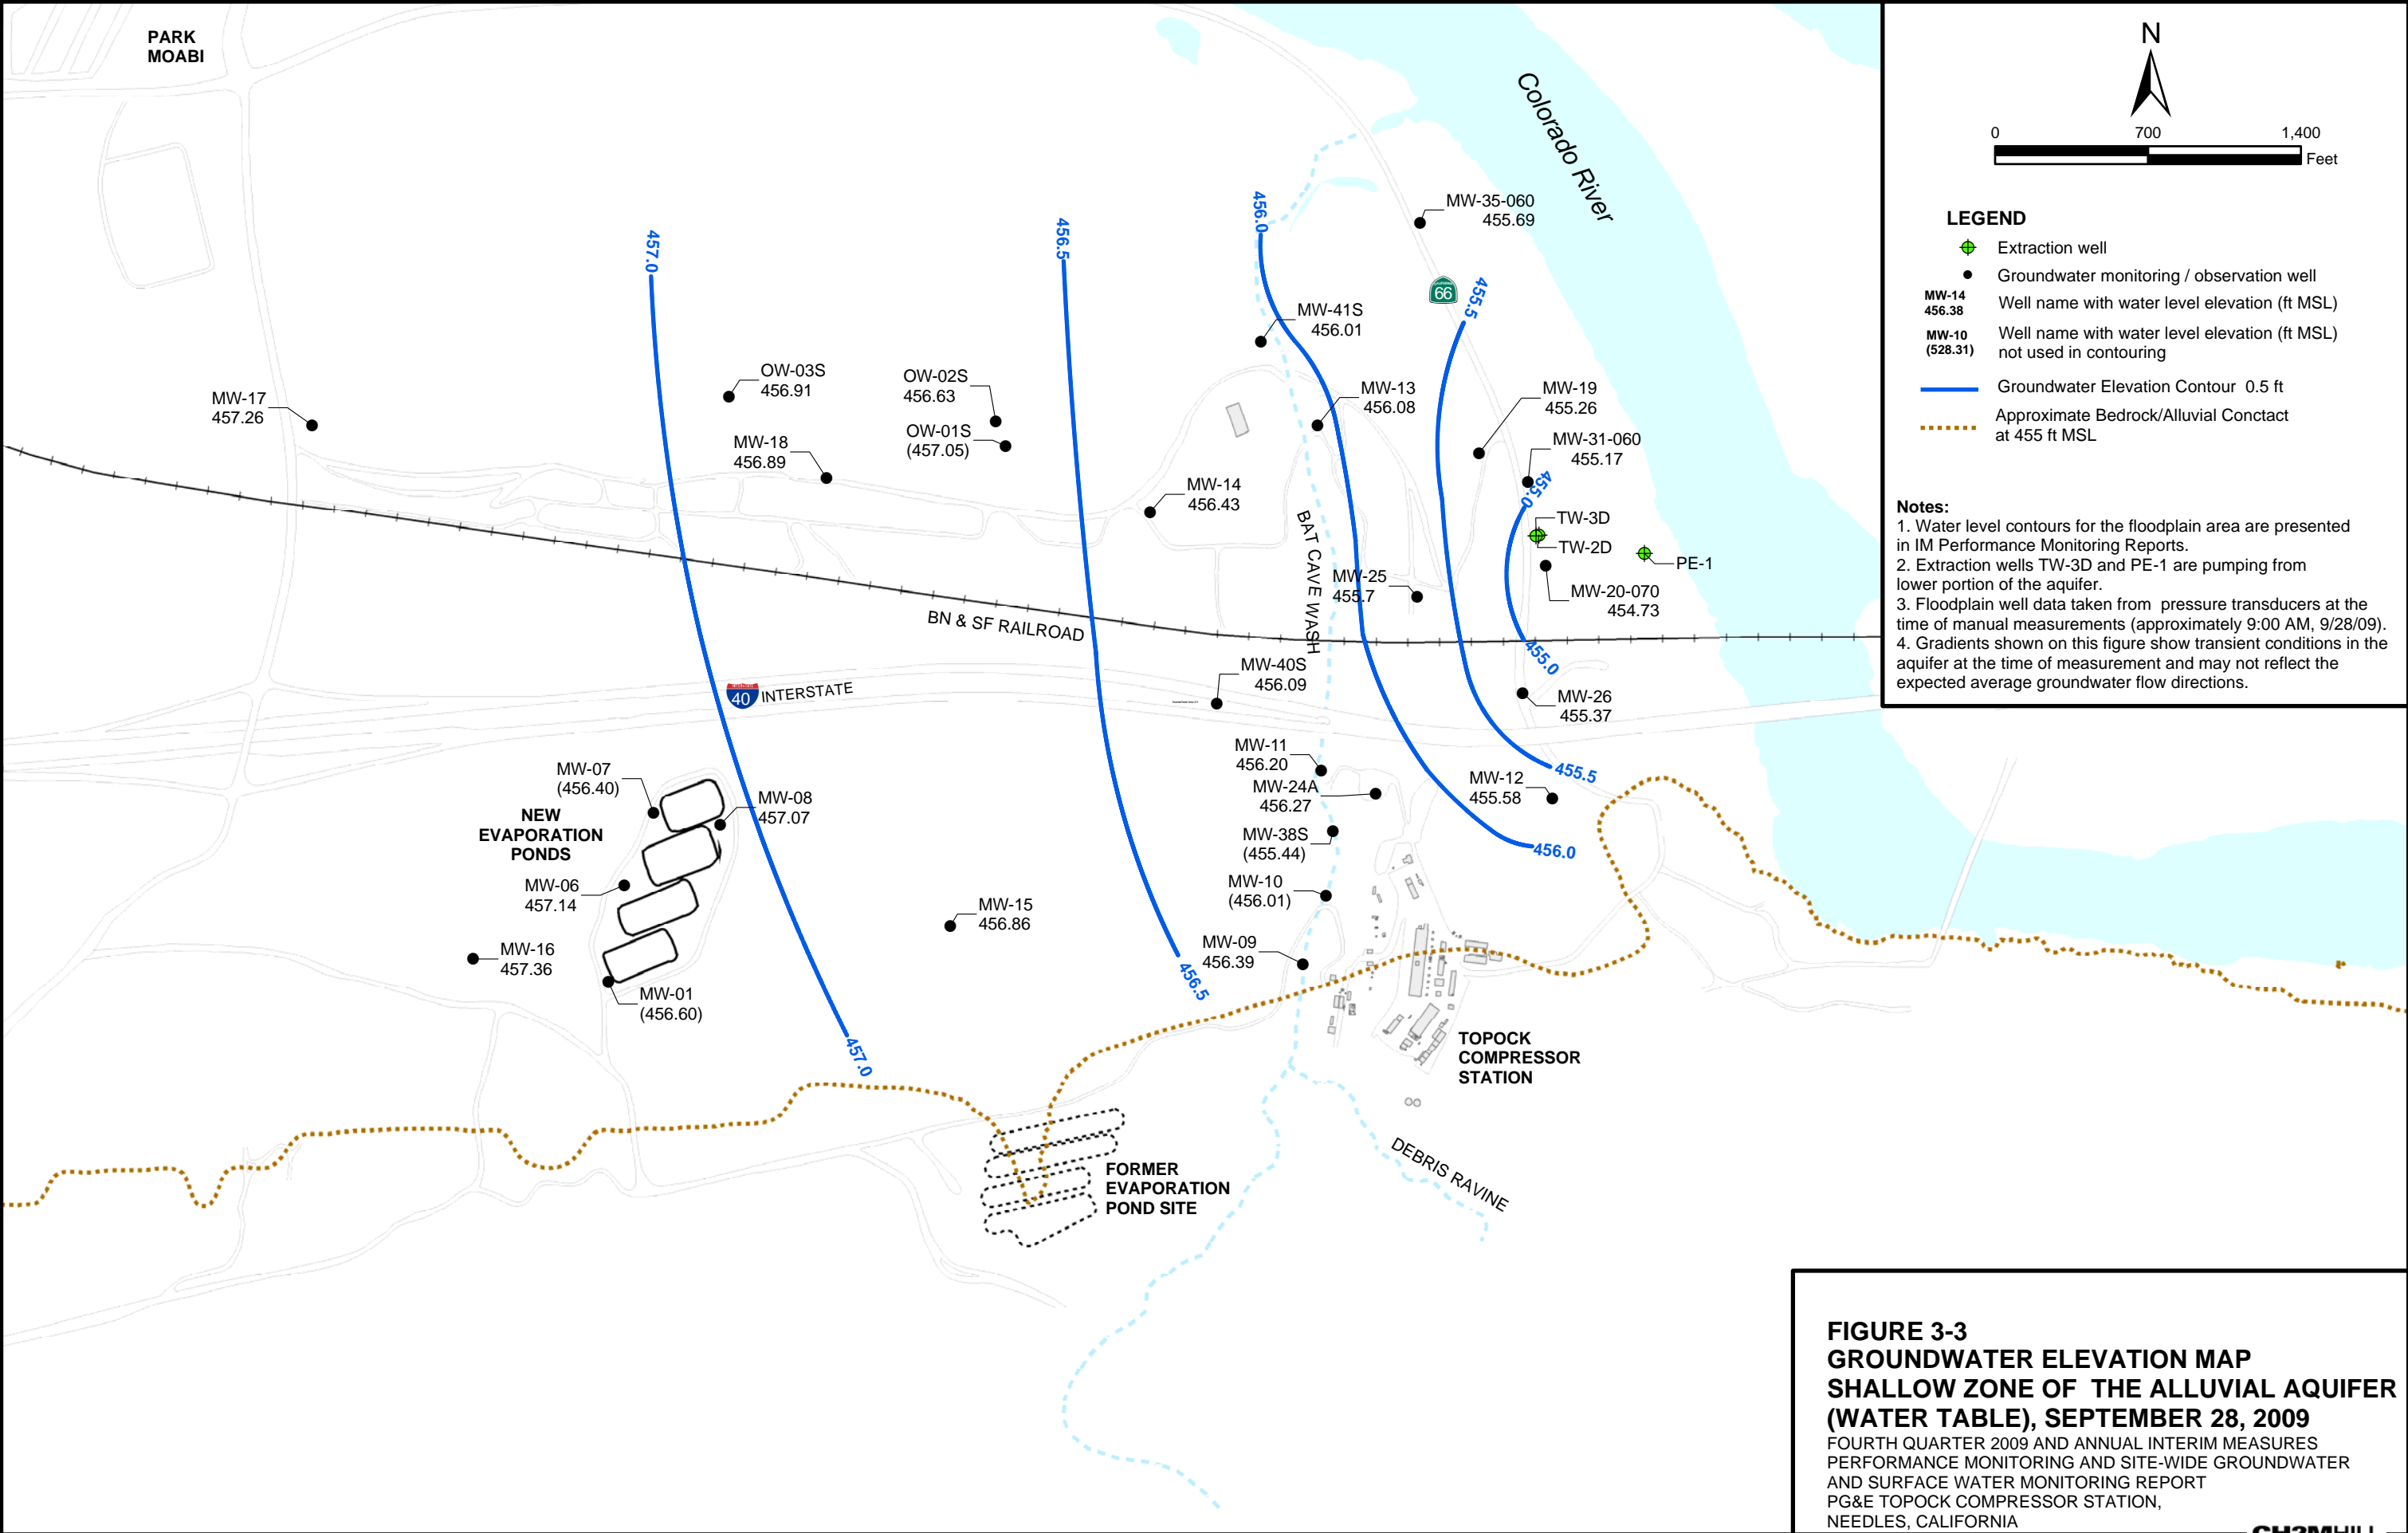 PARK
MOABI
Colorado River
N
0 700 1,400
Feet
LEGEND
Extraction well
Groundwater monitoring / observation well
MW-14
456.38
Well name with water level elevation (ft MSL)
MW-10
(528.31)
Well name with water level elevation (ft MSL)
not used in contouring
Groundwater Elevation Contour 0.5 ft
Approximate Bedrock/Alluvial Conctact
at 455 ft MSL
Notes:
1. Water level contours for the floodplain area are presented
in IM Performance Monitoring Reports.
2. Extraction wells TW-3D and PE-1 are pumping from
lower portion of the aquifer.
3. Floodplain well data taken from pressure transducers at the
time of manual measurements (approximately 9:00 AM, 9/28/09).
4. Gradients shown on this figure show transient conditions in the
aquifer at the time of measurement and may not reflect the
expected average groundwater flow directions.
457.0
456.5
456.0
455.5
MW-35-060
455.69
66
MW-41S
456.01
MW-17
457.26
OW-03S
456.91
OW-02S
456.63
OW-01S
(457.05)
MW-18
456.89
MW-13
456.08
MW-19
455.26
MW-31-060
455.17
455.0
MW-14
456.43
TW-3D
TW-2D
PE-1
BAT CAVE WASH
MW-25
455.7
MW-20-070
454.73
BN & SF RAILROAD
455.0
MW-40S
456.09
40
INTERSTATE
MW-26
455.37
MW-11
456.20
MW-24A
456.27
MW-12
455.58
455.5
MW-07
(456.40)
MW-08
457.07
NEW
EVAPORATION
PONDS
MW-38S
(455.44)
456.0
MW-06
457.14
MW-10
(456.01)
MW-15
456.86
MW-16
457.36
MW-09
456.39
MW-01
(456.60)
456.5
457.0
TOPOCK
COMPRESSOR
STATION
FORMER
EVAPORATION
POND SITE
DEBRIS RAVINE
FIGURE 3-3
GROUNDWATER ELEVATION MAP
SHALLOW ZONE OF THE ALLUVIAL AQUIFER
(WATER TABLE), SEPTEMBER 28, 2009
FOURTH QUARTER 2009 AND ANNUAL INTERIM MEASURES
PERFORMANCE MONITORING AND SITE-WIDE GROUNDWATER
AND SURFACE WATER MONITORING REPORT
PG&E TOPOCK COMPRESSOR STATION,
NEEDLES, CALIFORNIA
CH2MHILL